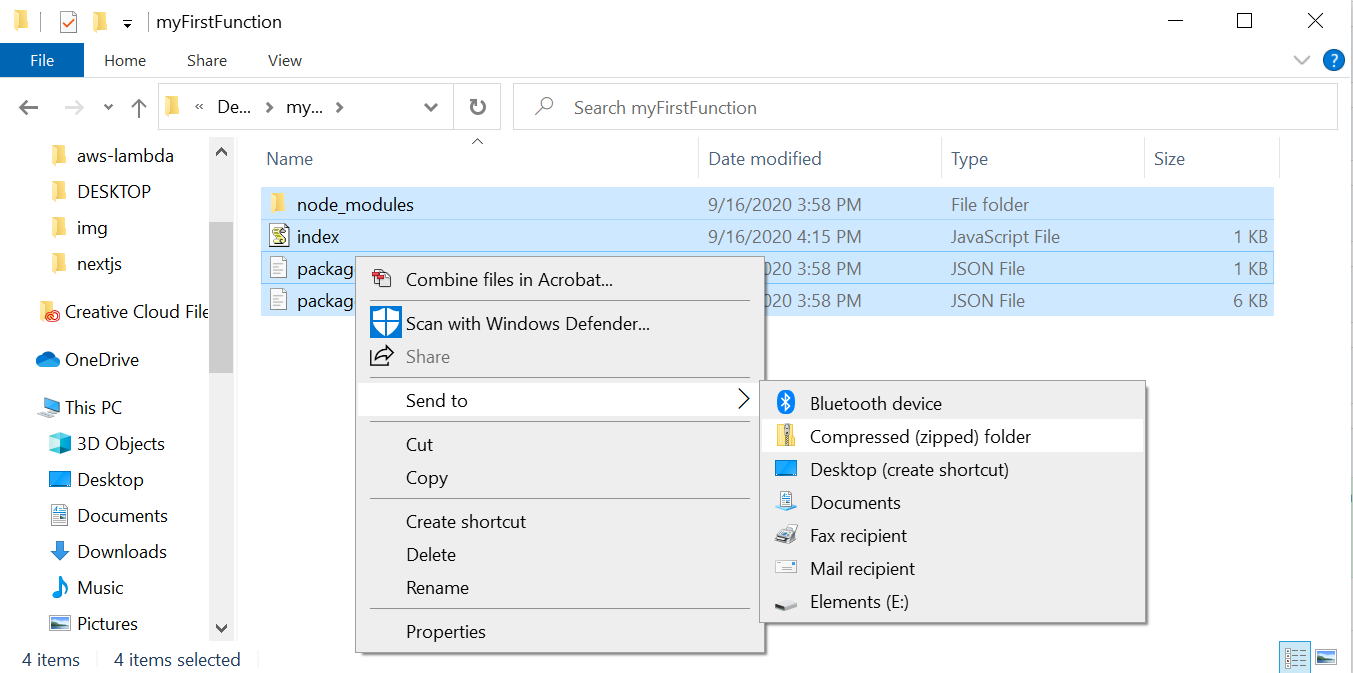 myFirstFunction
File Home Share View ?
« De... my... Search myFirstFunction
Name Date modified Type Size
aws-lambda
DESKTOP
img
nextjs
Creative Cloud File
OneDrive
This PC
3D Objects
Desktop
Documents
Downloads
Music
Pictures
node_modules 9/16/2020 3:58 PM File folder
index 9/16/2020 4:15 PM JavaScript File 1 KB
packag 020 3:58 PM JSON File 1 KB
packag 020 3:58 PM JSON File 6 KB
Combine files in Acrobat...
Scan with Windows Defender...
Share
Send to
Cut
Copy
Create shortcut
Delete
Rename
Properties
Bluetooth device
Compressed (zipped) folder
Desktop (create shortcut)
Documents
Fax recipient
Mail recipient
Elements (E:)
4 items 4 items selected